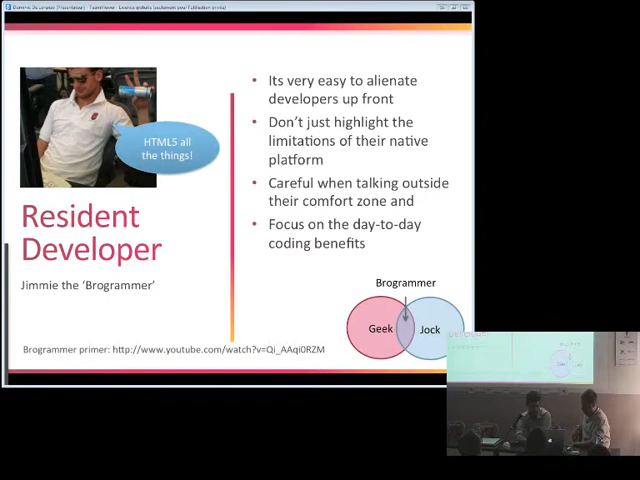 HTML5 all
the things!
Resident
Developer
Jimmie the ‘Brogrammer’
• Its very easy to alienate
developers up front
• Don’t just highlight the
limitations of their native
platform
• Careful when talking outside
their comfort zone and
• Focus on the day-to-day
coding benefits
Brogrammer
Geek
Jock
Brogrammer primer: http://www.youtube.com/watch?v=Qi_AAqi0RZM